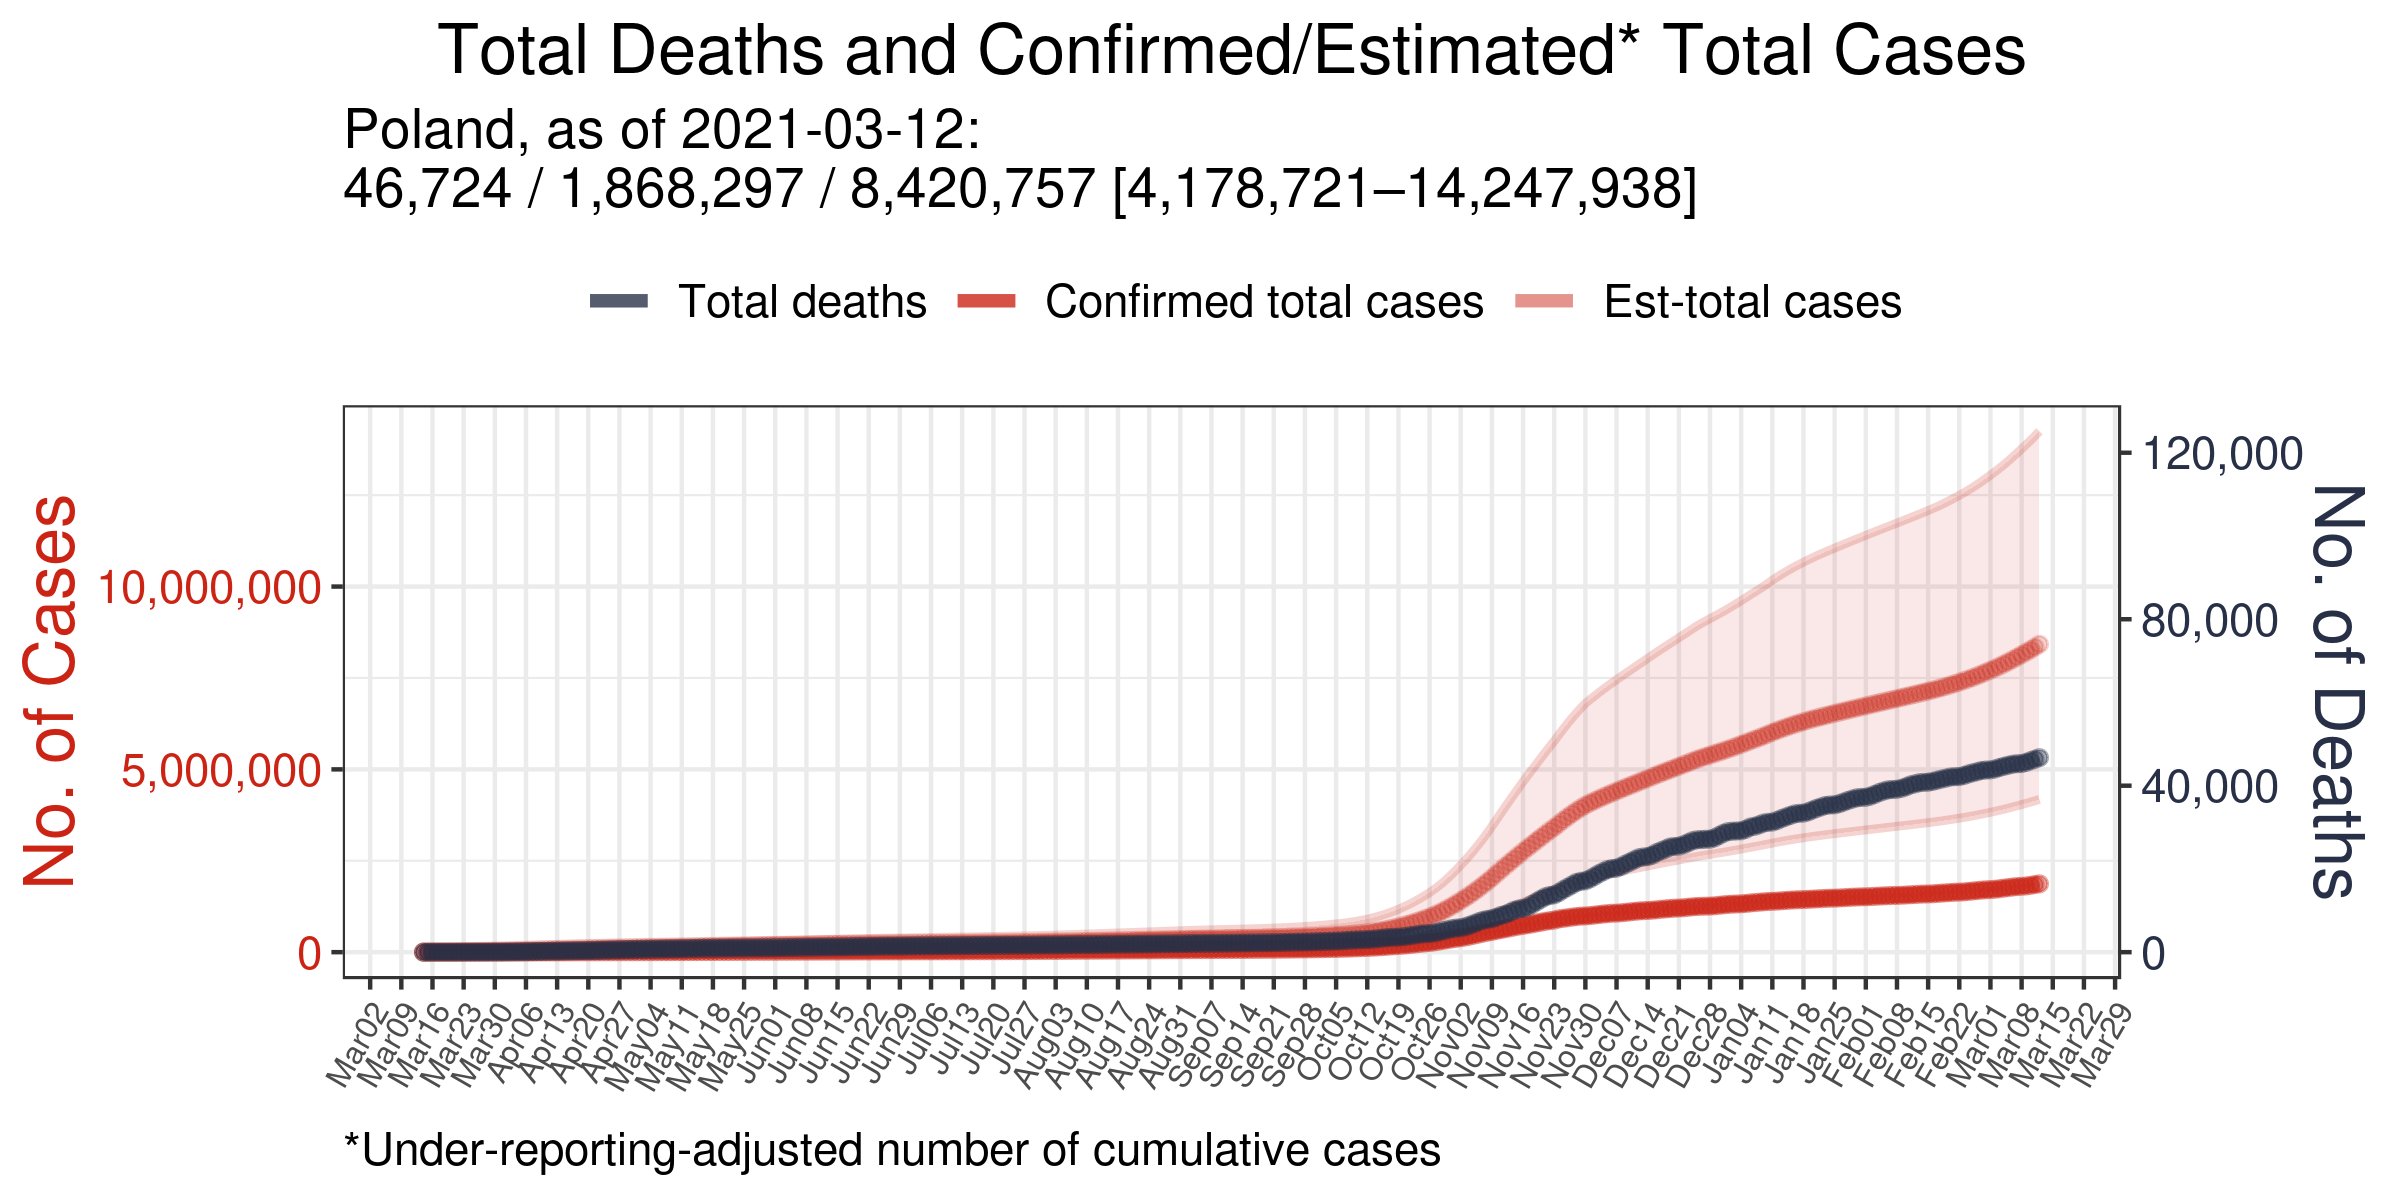 Total Deaths and Confirmed/Estimated* Total Cases
Poland, as of 2021-03-12:
46,724 / 1,868,297 / 8,420,757 [4,178,721–14,247,938]
Total deaths
Confirmed total cases
Est-total cases
No. of Cases
10,000,000
5,000,000
0
120,000
80,000
40,000
0
No. of Deaths
Mar02
Mar09
Mar16
Mar23
Mar30
Apr06
Apr13
Apr20
Apr27
May04
May11
May18
May25
Jun01
Jun08
Jun15
Jun22
Jun29
Jul06
Jul13
Jul20
Jul27
Aug03
Aug10
Aug17
Aug24
Aug31
Sep07
Sep14
Sep21
Sep28
Oct05
Oct12
Oct19
Oct26
Nov02
Nov09
Nov16
Nov23
Nov30
Dec07
Dec14
Dec21
Dec28
Jan04
Jan11
Jan18
Jan25
Feb01
Feb08
Feb15
Feb22
Mar01
Mar08
Mar15
Mar22
Mar29
*Under-reporting-adjusted number of cumulative cases